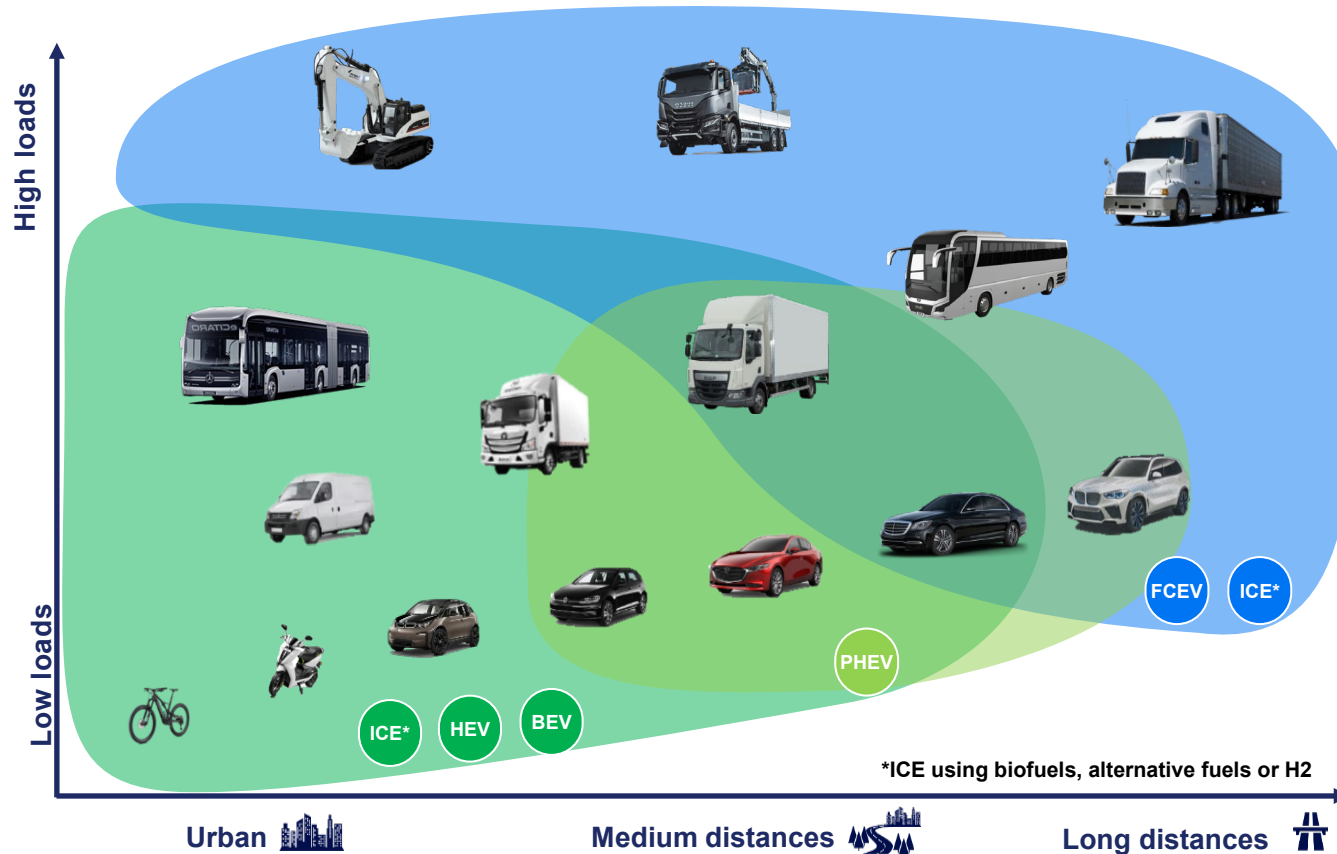 High loads
Low loads
eCITARO
FCEV
ICE*
PHEV
ICE*
HEV
BEV
*ICE using biofuels, alternative fuels or H2
Urban
Medium distances
Long distances